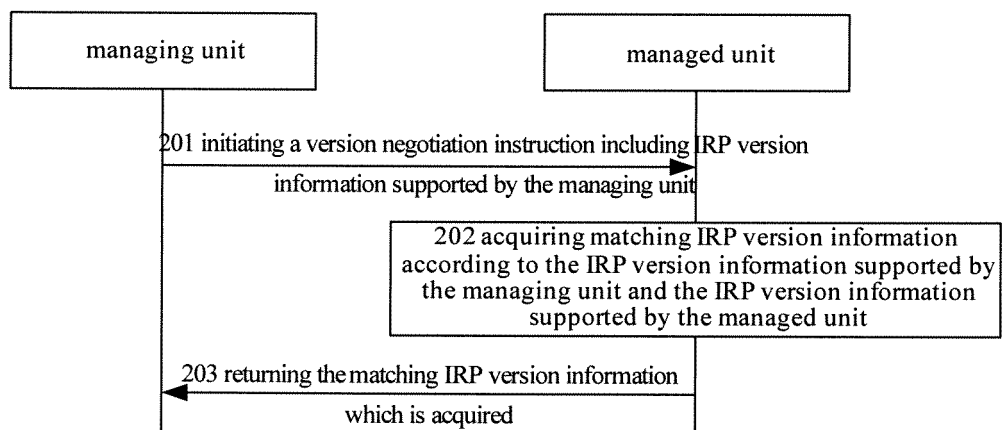 managing unit
managed unit
201 initiating a version negotiation instruction including IRP version
information supported by the managing unit
202 acquiring matching IRP version information
according to the IRP version information supported by
the managing unit and the IRP version information
supported by the managed unit
203 returning the matching IRP version information
which is acquired